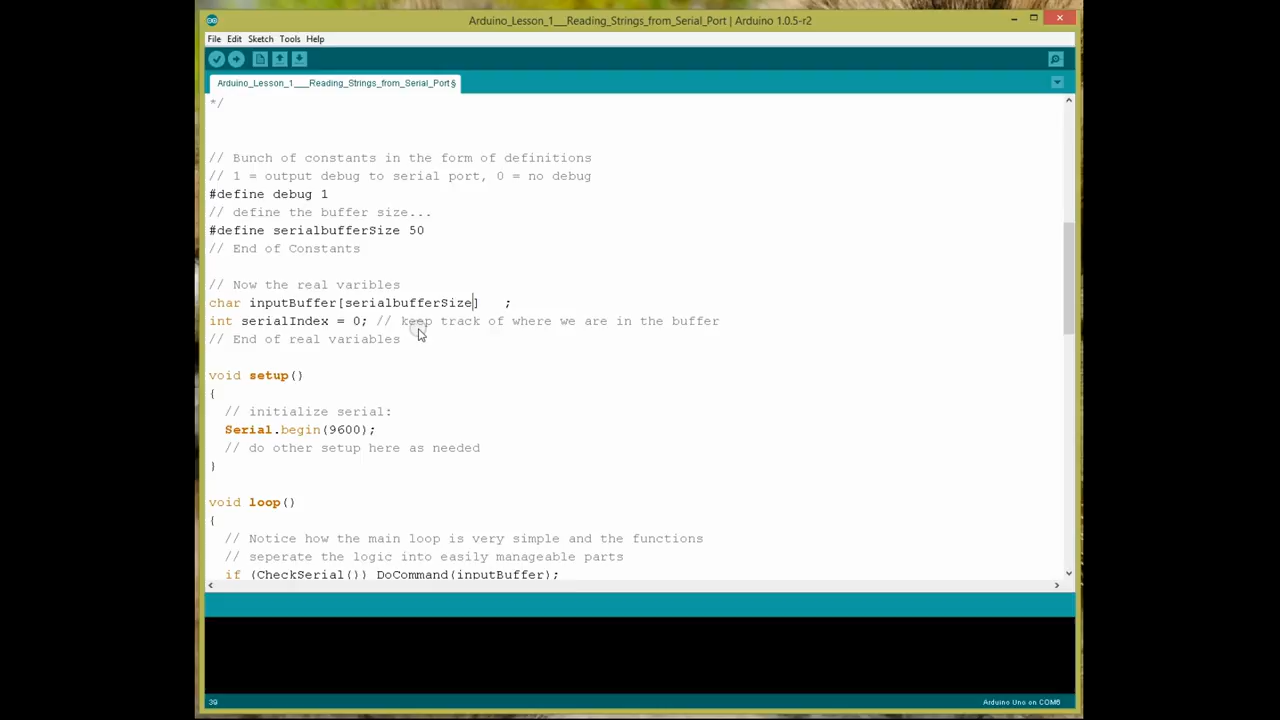 Arduino_Lesson_1___Reading_Strings_from_Serial_Port | Arduino 1.0.5-r2
File Edit Sketch Tools Help
Arduino_Lesson_1___Reading_Strings_from_Serial_Port §
*/
// Bunch of constants in the form of definitions
// 1 = output debug to serial port, 0 = no debug
#define debug 1
// define the buffer size...
#define serialbufferSize 50
// End of Constants
// Now the real varibles
char inputBuffer[serialbufferSize]   ;
int serialIndex = 0; // keep track of where we are in the buffer
// End of real variables
void setup()
{
  // initialize serial:
  Serial.begin(9600);
  // do other setup here as needed
}
void loop()
{
  // Notice how the main loop is very simple and the functions
  // seperate the logic into easily manageable parts
  if (CheckSerial()) DoCommand(inputBuffer);
39 Arduino Uno on COM6